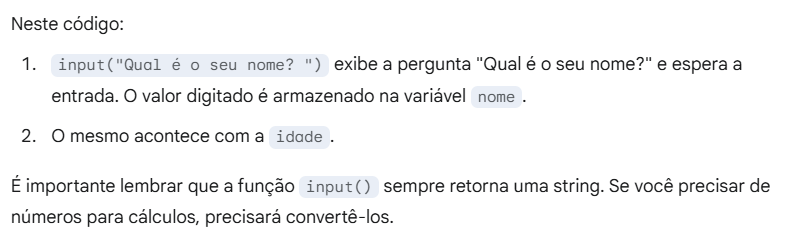 Neste código:
1. input("Qual é o seu nome? ") exibe a pergunta "Qual é o seu nome?" e espera a
entrada. O valor digitado é armazenado na variável nome.
2. O mesmo acontece com a idade.
É importante lembrar que a função input() sempre retorna uma string. Se você precisar de
números para cálculos, precisará convertê-los.